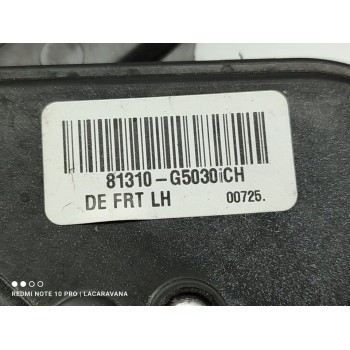 81310-G5030iCH
DE FRT LH 00725.
REDMI NOTE 10 PRO | LACARAVANA